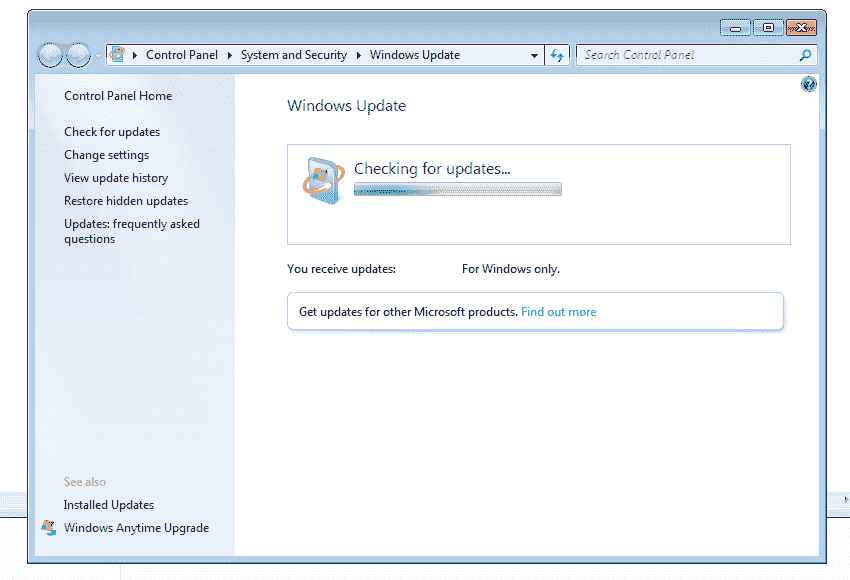 Control Panel System and Security Windows Update
Search Control Panel
Control Panel Home
Check for updates
Change settings
View update history
Restore hidden updates
Updates: frequently asked
questions
Windows Update
Checking for updates...
You receive updates: For Windows only.
Get updates for other Microsoft products. Find out more
See also
Installed Updates
Windows Anytime Upgrade